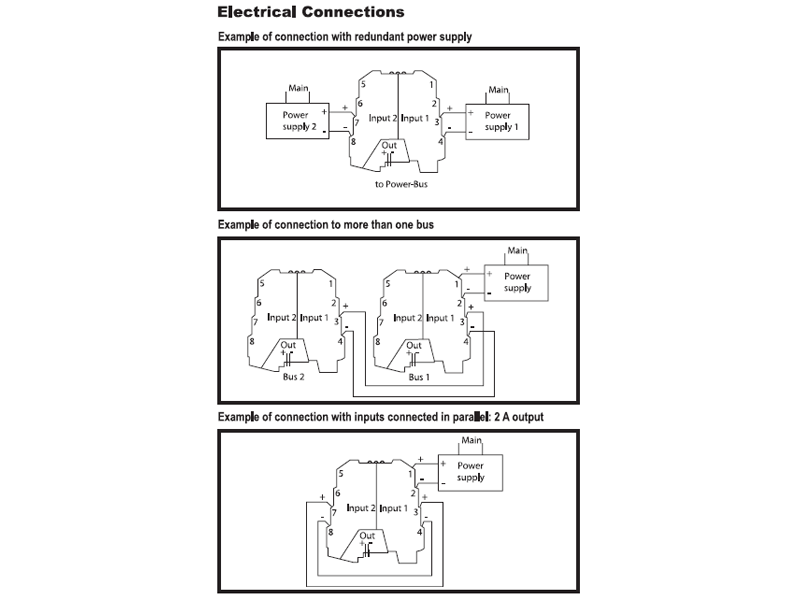 Electrical Connections
Example of connection with redundant power supply
Main
Power
supply 2
+
-
5
6
7
8
Input 2
Input 1
1
2
3
4
+
-
Out
+ -
+
-
Main
Power
supply 1
+
-
to Power-Bus
Example of connection to more than one bus
5
6
7
8
Input 2
Input 1
1
2
3
4
Out
+ -
Bus 2
+
-
5
6
7
8
Input 2
Input 1
1
2
3
4
Out
+ -
Bus 1
+
-
+
-
Main
Power
supply
+
-
Example of connection with inputs connected in parallel: 2 A output
+
-
5
6
7
8
Input 2
Input 1
1
2
3
4
Out
+ -
+
-
+
-
Main
Power
supply
+
-